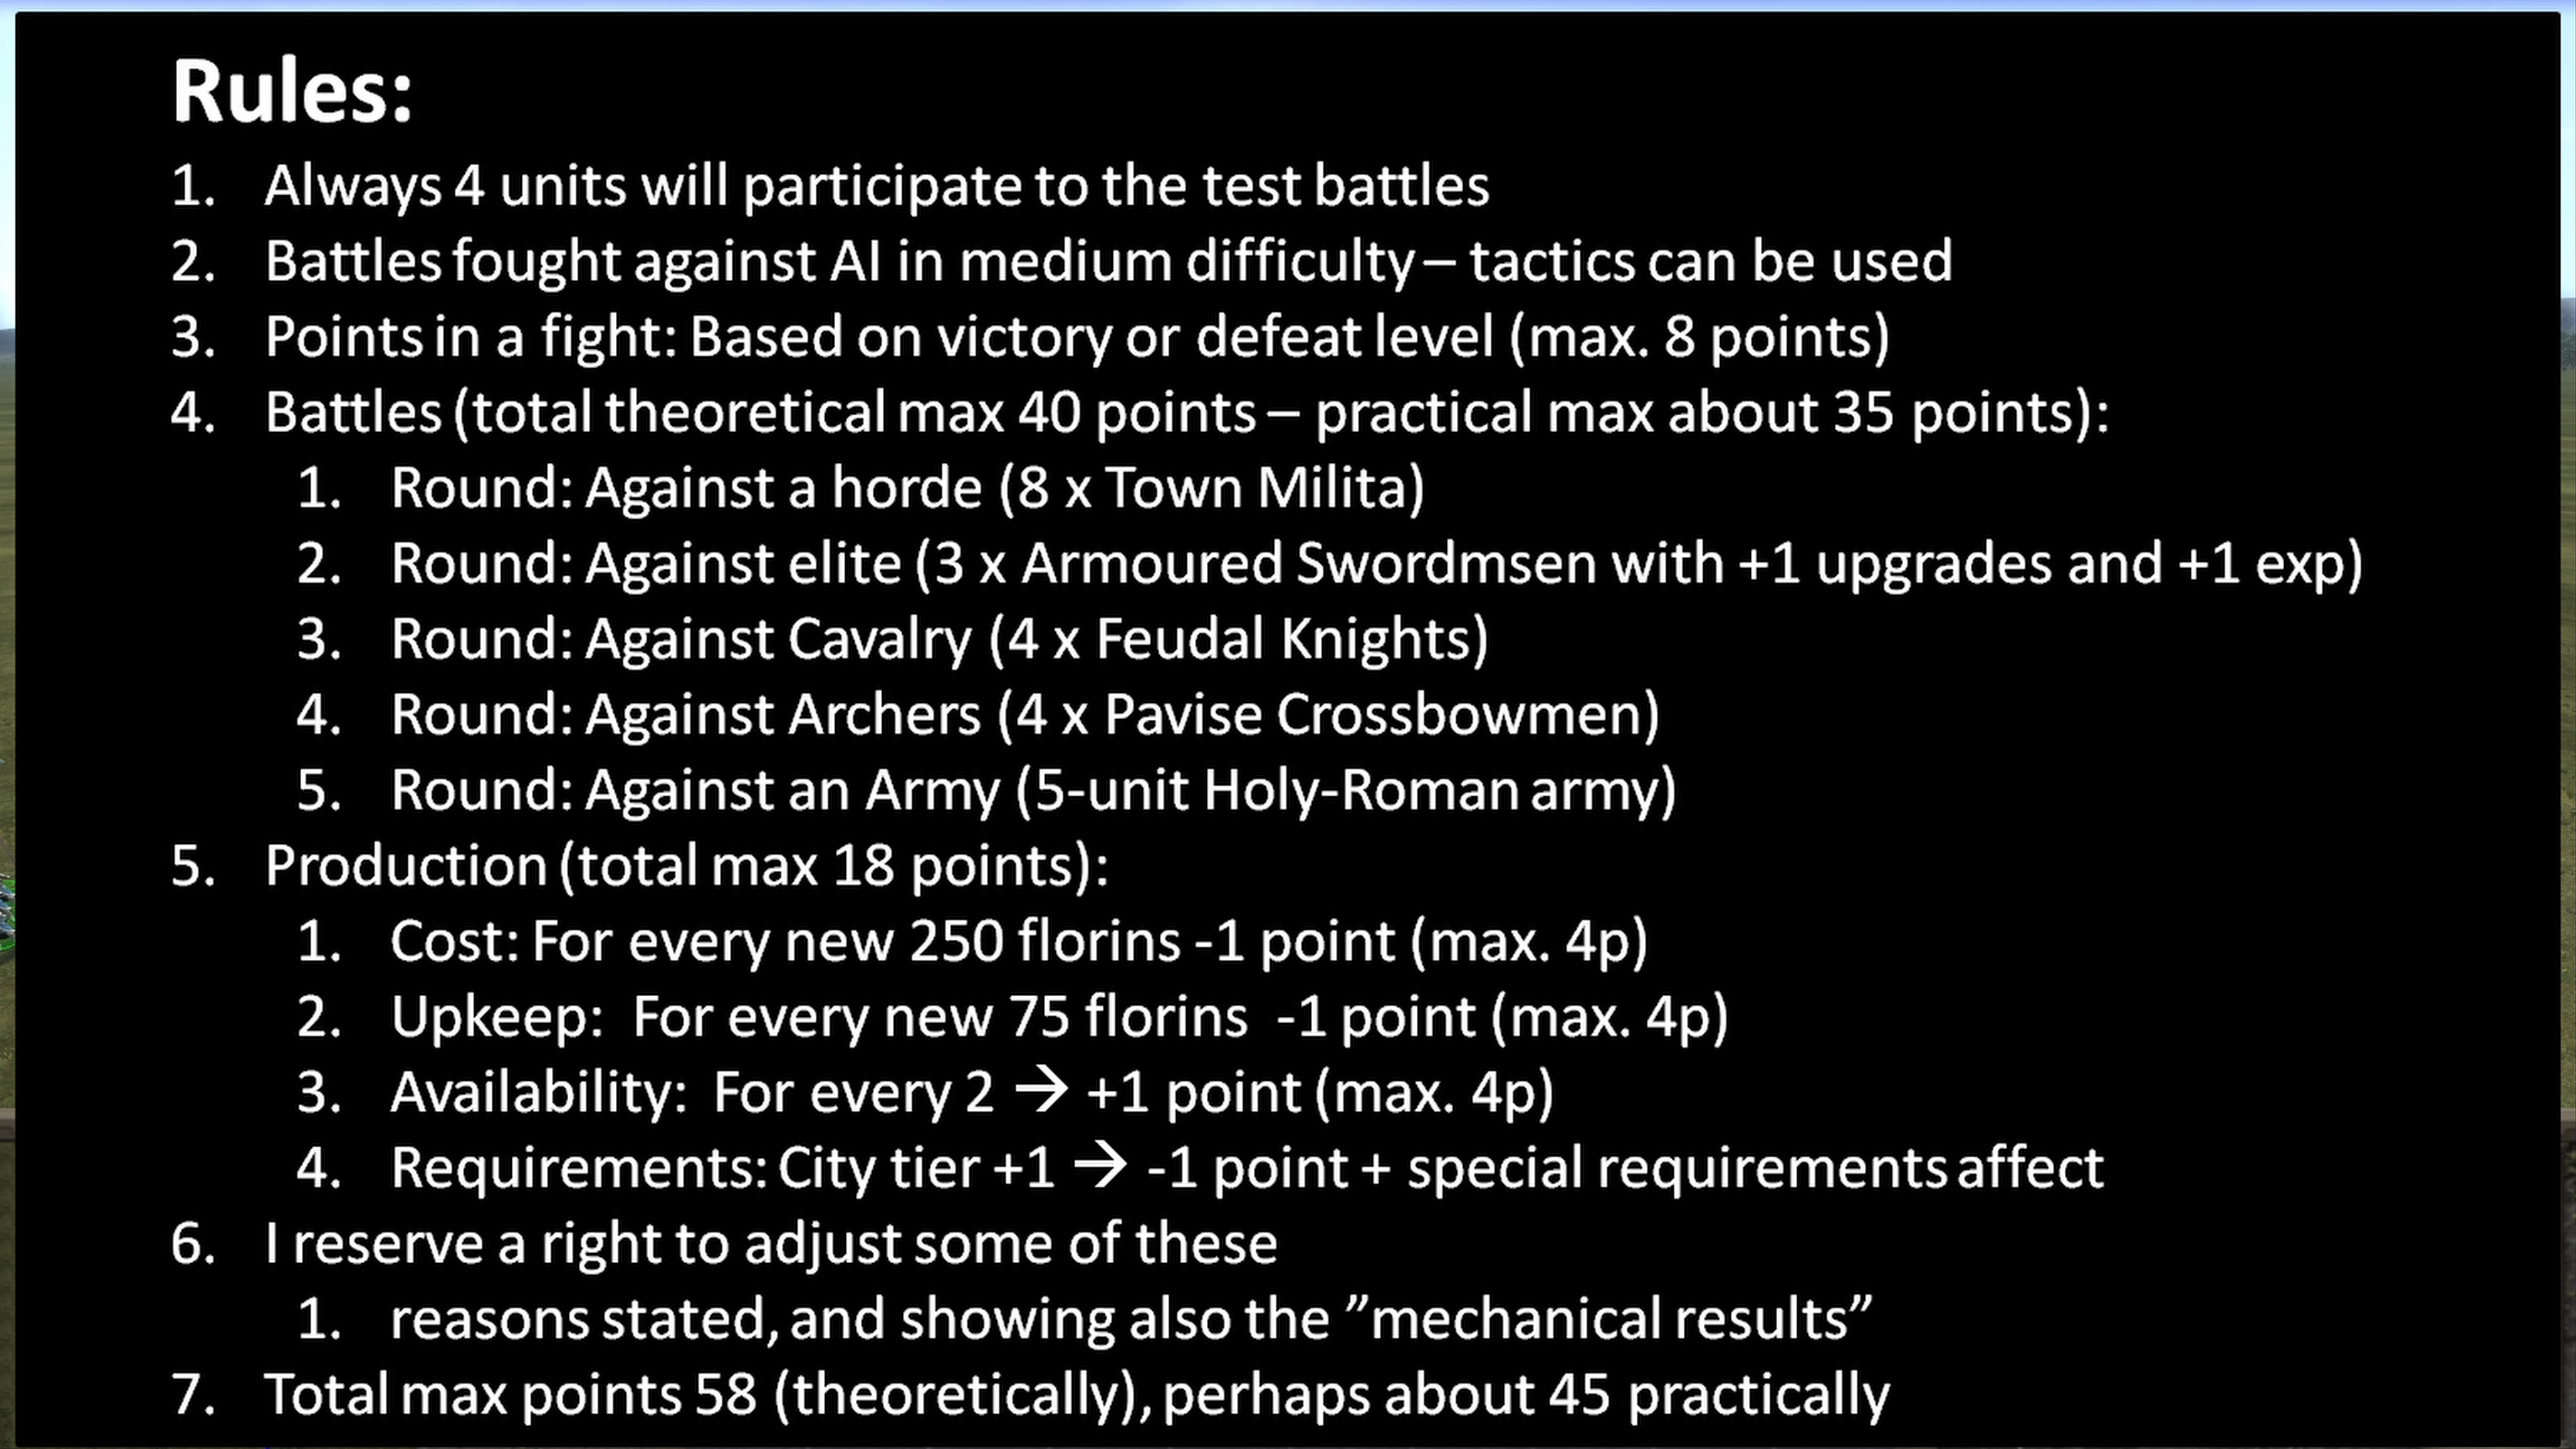 Rules:
1. Always 4 units will participate to the test battles
2. Battles fought against AI in medium difficulty – tactics can be used
3. Points in a fight: Based on victory or defeat level (max. 8 points)
4. Battles (total theoretical max 40 points – practical max about 35 points):
1. Round: Against a horde (8 x Town Milita)
2. Round: Against elite (3 x Armoured Swordmsen with +1 upgrades and +1 exp)
3. Round: Against Cavalry (4 x Feudal Knights)
4. Round: Against Archers (4 x Pavise Crossbowmen)
5. Round: Against an Army (5-unit Holy-Roman army)
5. Production (total max 18 points):
1. Cost: For every new 250 florins -1 point (max. 4p)
2. Upkeep: For every new 75 florins -1 point (max. 4p)
3. Availability: For every 2 → +1 point (max. 4p)
4. Requirements: City tier +1 → -1 point + special requirements affect
6. I reserve a right to adjust some of these
1. reasons stated, and showing also the ”mechanical results”
7. Total max points 58 (theoretically), perhaps about 45 practically